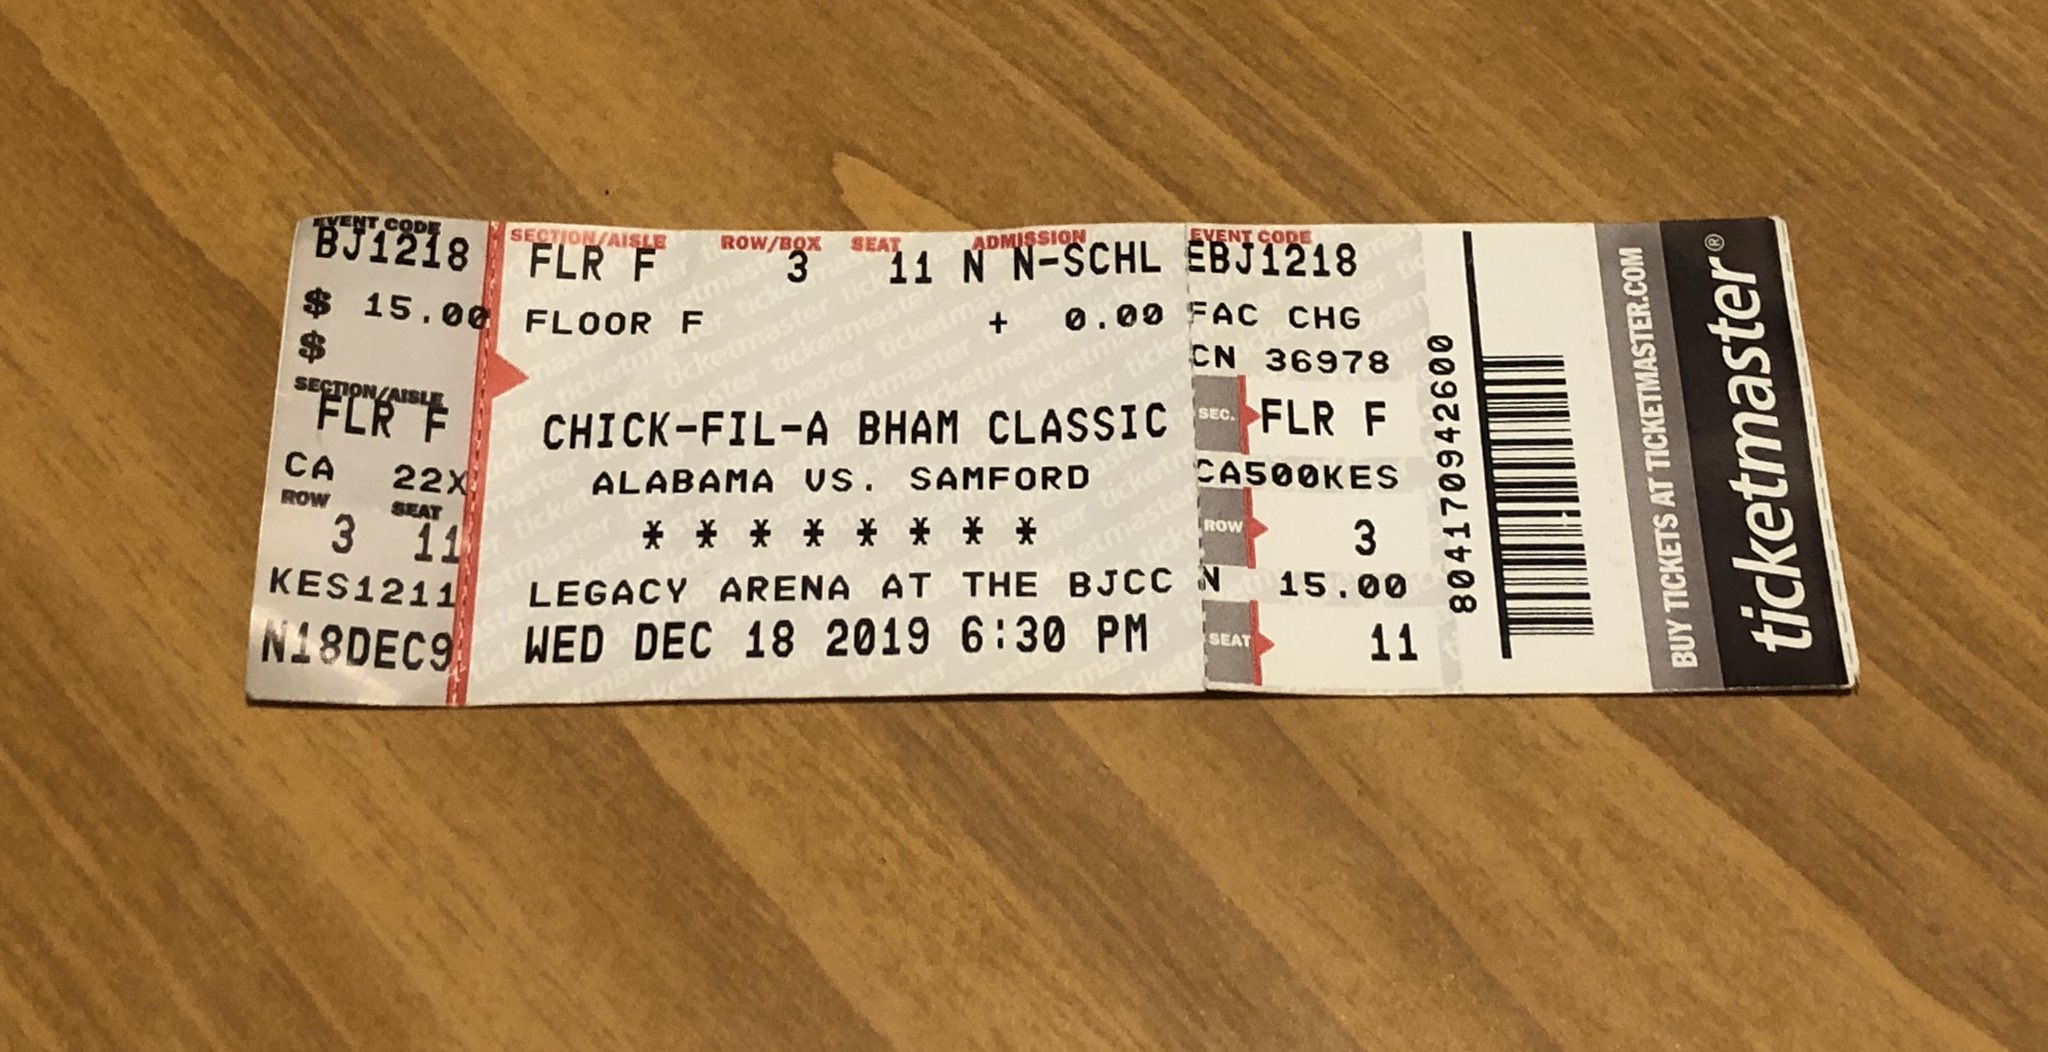 EVENT CODE
BJ1218
$ 15.00
$
SECTION/AISLE
FLR F
CA 22X
ROW SEAT
3 11
KES1211
N18DEC9
SECTION/AISLE ROW/BOX SEAT ADMISSION
FLR F 3 11 N N-SCHL
FLOOR F + 0.00
CHICK-FIL-A BHAM CLASSIC
ALABAMA VS. SAMFORD
* * * * * * * *
LEGACY ARENA AT THE BJCC
WED DEC 18 2019 6:30 PM
EVENT CODE
EBJ1218
FAC CHG
CN 36978
SEC. FLR F
CA500KES
ROW 3
N 15.00
SEAT 11
804170942600
BUY TICKETS AT TICKETMASTER.COM
ticketmaster®